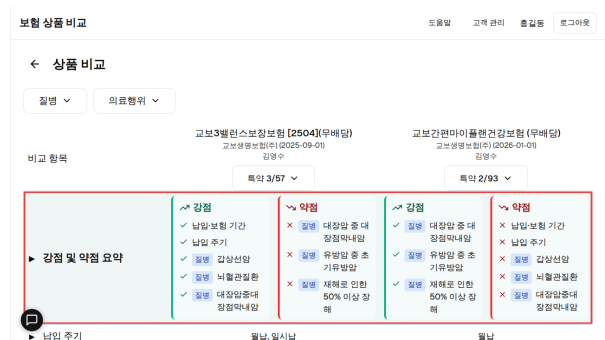 보험 상품 비교
도움말 고객 관리 홍길동 로그아웃
← 상품 비교
질병 의료행위
비교 항목
교보3밸런스보장보험 [2504](무배당)
교보생명보험(주) (2025-09-01)
김영수
특약 3/57
교보간편마이플랜건강보험 (무배당)
교보생명보험(주) (2026-01-01)
김영수
특약 2/93
▶ 강점 및 약점 요약
강점
✓ 납입·보험 기간
✓ 납입 주기
✓ 질병 갑상선암
✓ 질병 뇌혈관질환
✓ 질병 대장암중대
장점막내암
약점
× 질병 대장암 중 대
장점막내암
× 질병 유방암 중 초
기유방암
× 질병 재해로 인한
50% 이상 장
해
강점
✓ 질병 대장암 중 대
장점막내암
✓ 질병 유방암 중 초
기유방암
✓ 질병 재해로 인한
50% 이상 장
해
약점
× 납입·보험 기간
× 납입 주기
× 질병 갑상선암
× 질병 뇌혈관질환
× 질병 대장암중대
장점막내암
▶ 납입 주기
월납, 일시납
월납